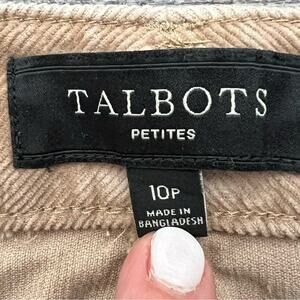 TALBOTS
PETITES
10P
MADE IN
BANGLADESH